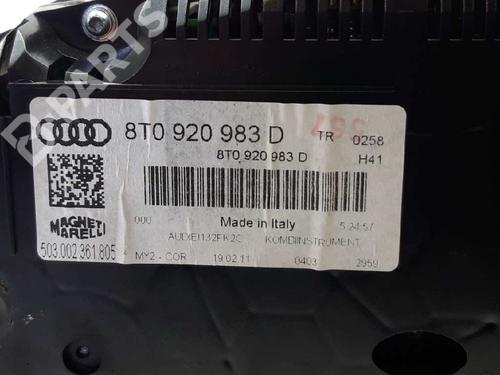 B PARTS
567
8T0 920 983 D TR 0258
8T0 920 983 D H41
000 Made in Italy 5:24:57
MAGNETI
MARELLI
KOMBIINSTRUMENT
503.002.361.805 MY2 - COR 19.02.11 0403 2959